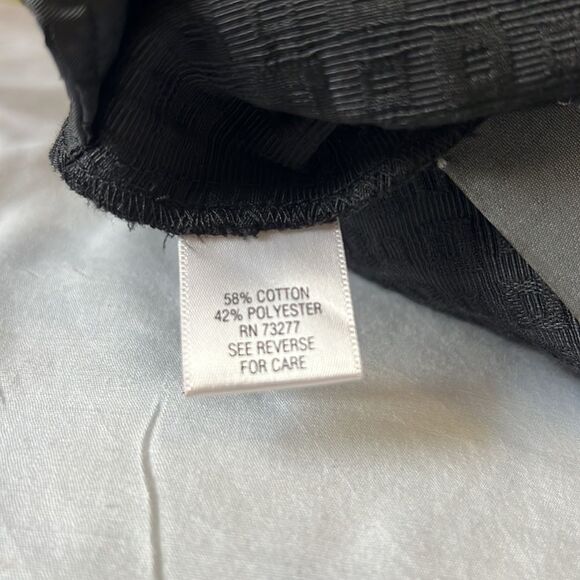 58% COTTON
42% POLYESTER
RN 73277
SEE REVERSE
FOR CARE